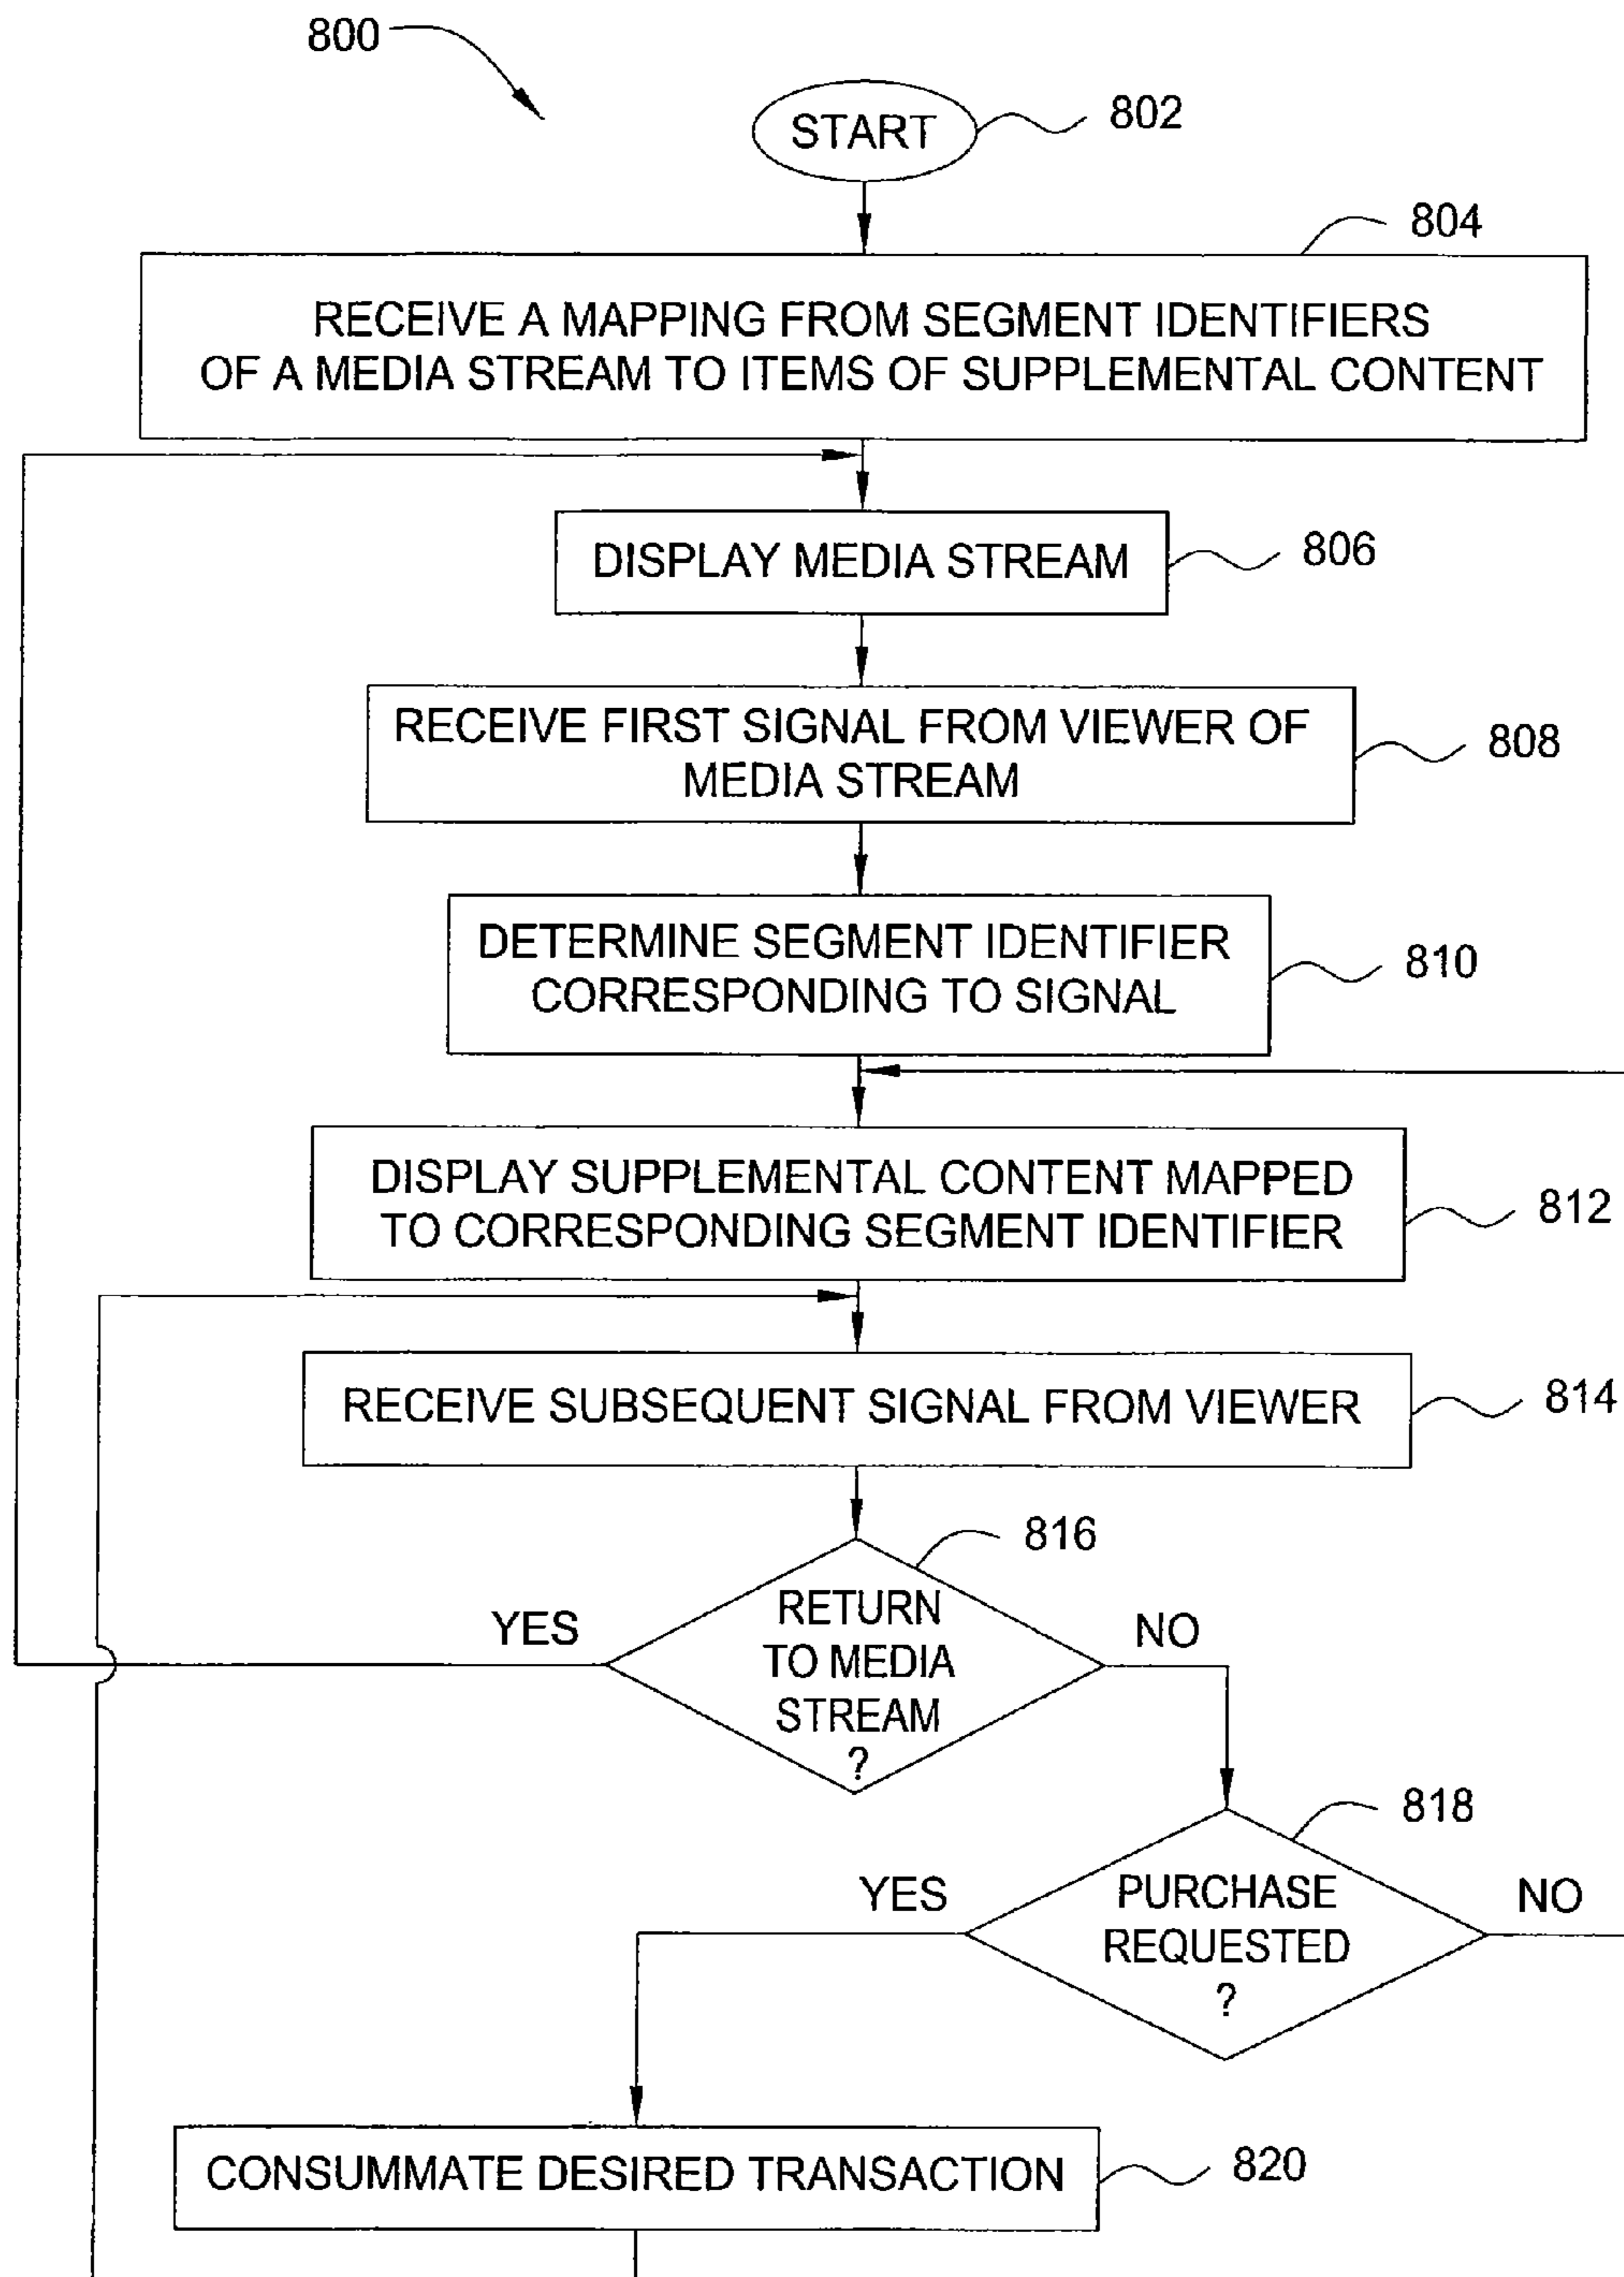 800
START
802
804
RECEIVE A MAPPING FROM SEGMENT IDENTIFIERS
OF A MEDIA STREAM TO ITEMS OF SUPPLEMENTAL CONTENT
DISPLAY MEDIA STREAM
806
RECEIVE FIRST SIGNAL FROM VIEWER OF
MEDIA STREAM
808
DETERMINE SEGMENT IDENTIFIER
CORRESPONDING TO SIGNAL
810
DISPLAY SUPPLEMENTAL CONTENT MAPPED
TO CORRESPONDING SEGMENT IDENTIFIER
812
RECEIVE SUBSEQUENT SIGNAL FROM VIEWER
814
816
RETURN
TO MEDIA
STREAM
?
YES
NO
818
PURCHASE
REQUESTED
?
YES
NO
CONSUMMATE DESIRED TRANSACTION
820